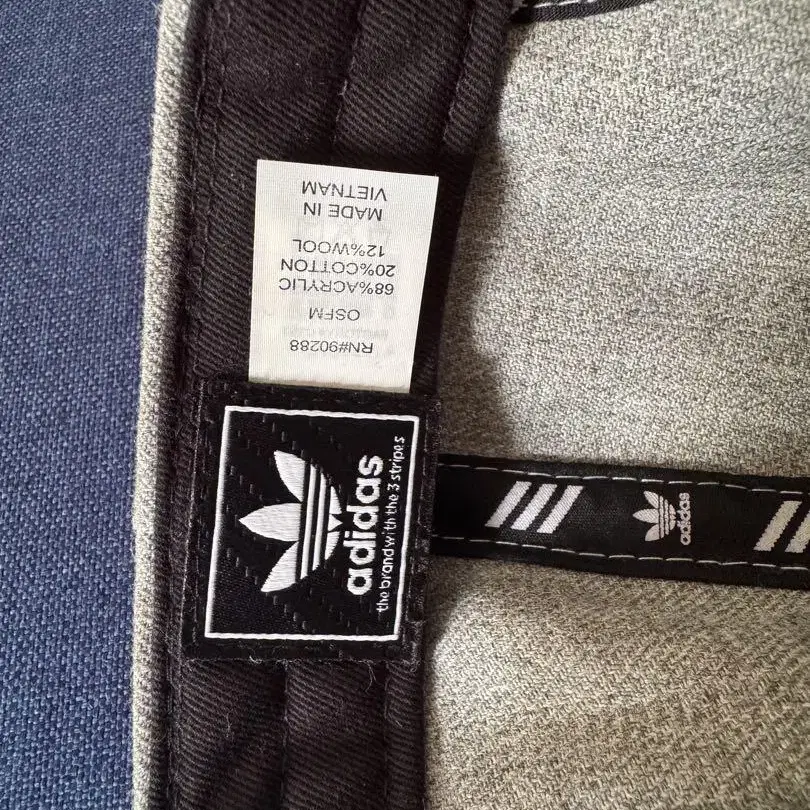 RN#90288
OSFM
68%ACRYLIC
20%COTTON
12%WOOL
MADE IN
VIETNAM
adidas
the brand with the 3 stripes
adidas